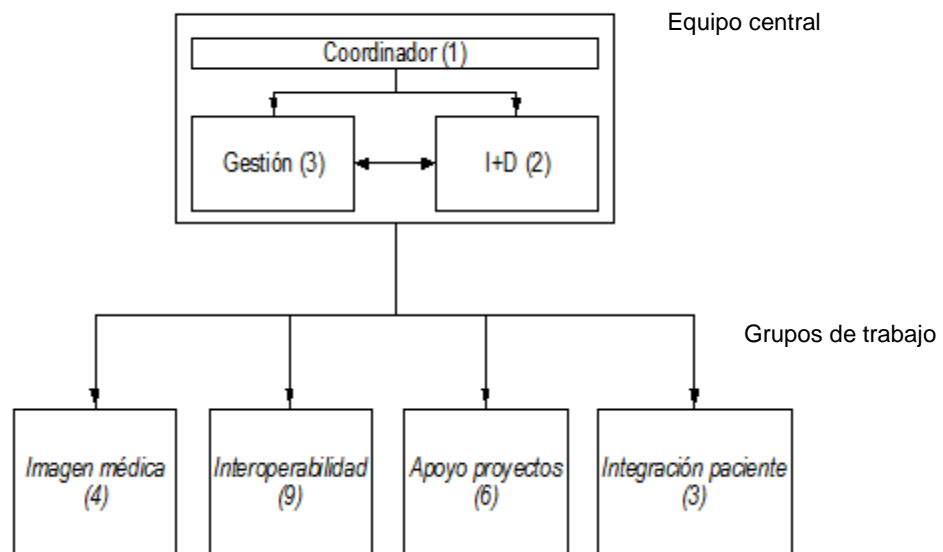 Equipo central
Coordinador (1)
Gestión (3)
I+D (2)
Grupos de trabajo
Imagen médica
(4)
Interoperabilidad
(9)
Apoyo proyectos
(6)
Integración paciente
(3)